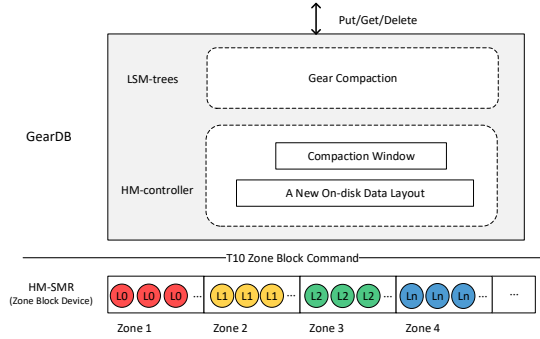 Put/Get/Delete
LSM-trees
Gear Compaction
GearDB
Compaction Window
HM-controller
A New On-disk Data Layout
T10 Zone Block Command
HM-SMR
(Zone Block Device)
L0 L0 L0 ... L1 L1 L1 ... L2 L2 L2 ... Ln Ln Ln ... ...
Zone 1 Zone 2 Zone 3 Zone 4